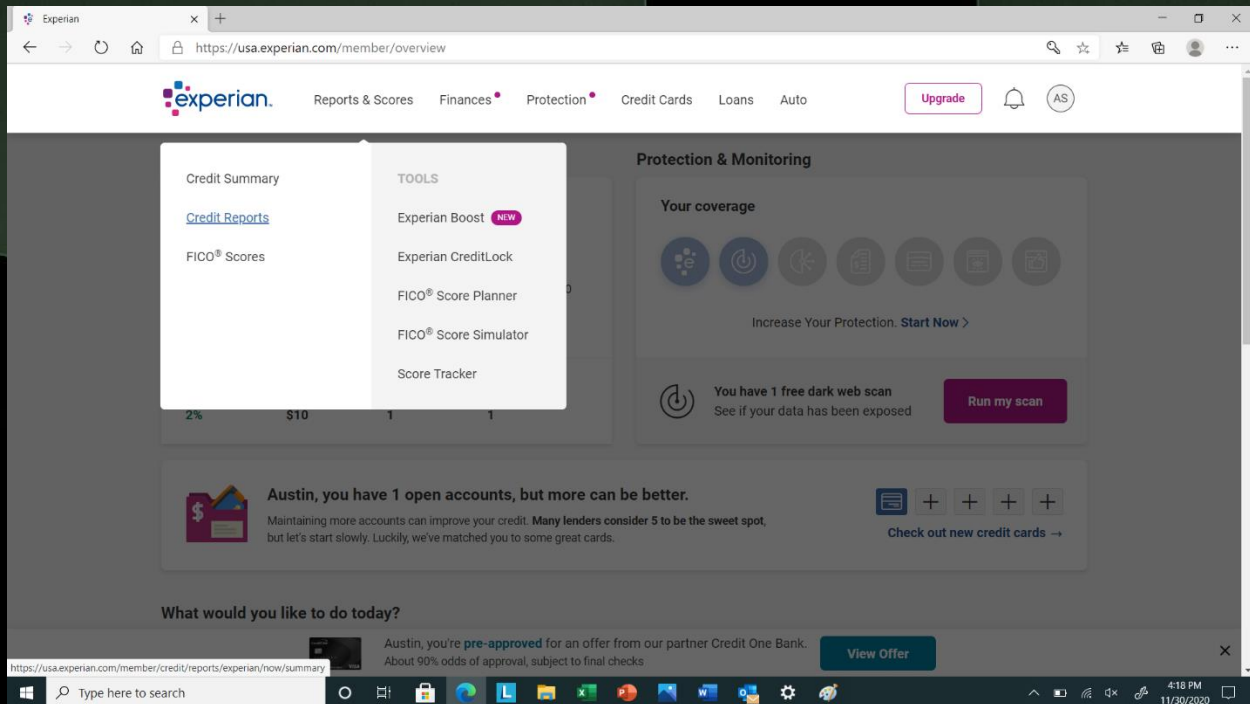 Experian
https://usa.experian.com/member/overview
experian.
Reports & Scores Finances Protection Credit Cards Loans Auto
Upgrade
AS
Credit Summary
Credit Reports
FICO® Scores
TOOLS
Experian Boost NEW
Experian CreditLock
FICO® Score Planner
FICO® Score Simulator
Score Tracker
2% $10 1 1
Protection & Monitoring
Your coverage
Increase Your Protection. Start Now >
You have 1 free dark web scan
See if your data has been exposed
Run my scan
Austin, you have 1 open accounts, but more can be better.
Maintaining more accounts can improve your credit. Many lenders consider 5 to be the sweet spot,
but let's start slowly. Luckily, we've matched you to some great cards.
Check out new credit cards →
What would you like to do today?
Austin, you're pre-approved for an offer from our partner Credit One Bank.
About 90% odds of approval, subject to final checks
View Offer
https://usa.experian.com/member/credit/reports/experian/now/summary
Type here to search
4:18 PM
11/30/2020